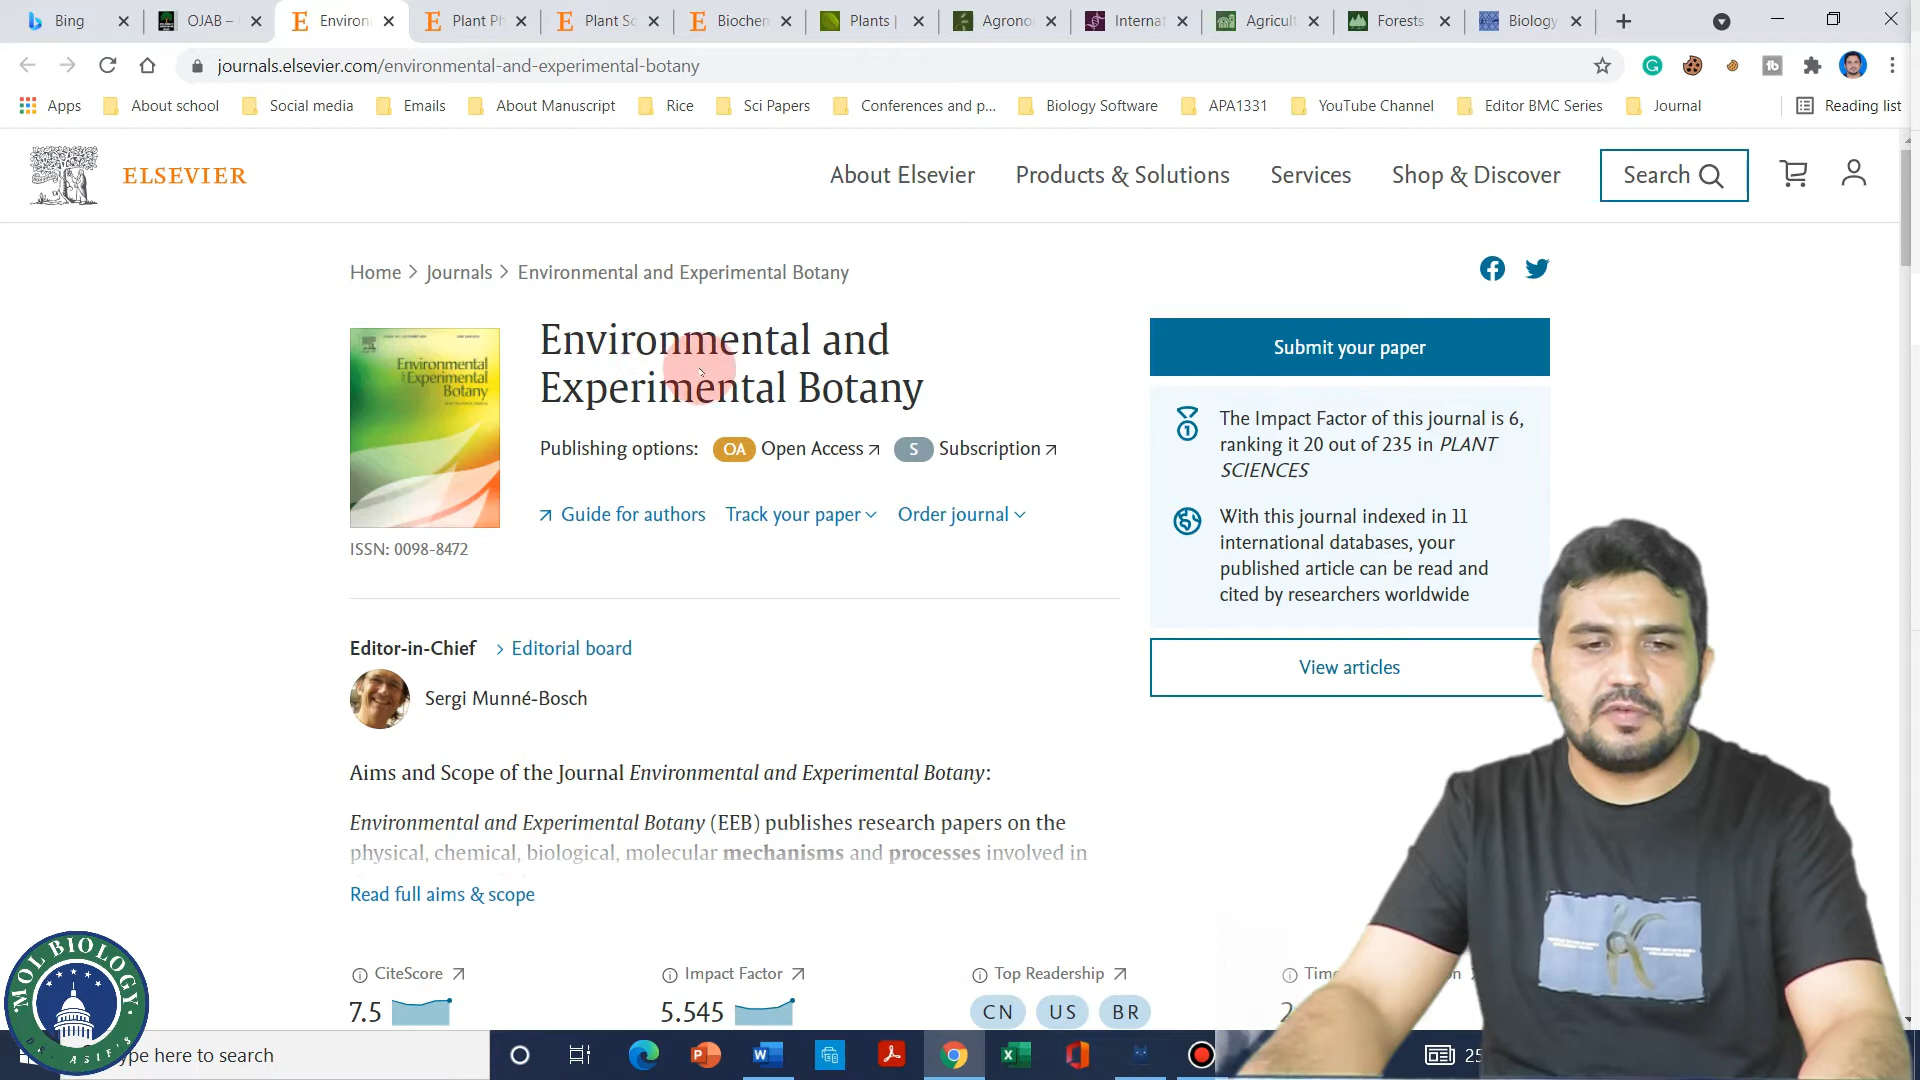 Bing
OJAB –
Environ
Plant Ph
Plant Sc
Biochem
Plants |
Agrono
Internat
Agricult
Forests
Biology
journals.elsevier.com/environmental-and-experimental-botany
Apps
About school
Social media
Emails
About Manuscript
Rice
Sci Papers
Conferences and p...
Biology Software
APA1331
YouTube Channel
Editor BMC Series
Journal
Reading list
ELSEVIER
About Elsevier
Products & Solutions
Services
Shop & Discover
Search
Home > Journals > Environmental and Experimental Botany
Environmental
Experimental
Botany
ISSN: 0098-8472
Environmental and
Experimental Botany
Publishing options: OA Open Access S Subscription
Guide for authors Track your paper Order journal
Submit your paper
The Impact Factor of this journal is 6,
ranking it 20 out of 235 in PLANT
SCIENCES
With this journal indexed in 11
international databases, your
published article can be read and
cited by researchers worldwide
View articles
Editor-in-Chief > Editorial board
Sergi Munné-Bosch
Aims and Scope of the Journal Environmental and Experimental Botany:
Environmental and Experimental Botany (EEB) publishes research papers on the
physical, chemical, biological, molecular mechanisms and processes involved in
Read full aims & scope
CiteScore
7.5
Impact Factor
5.545
Top Readership
CN US BR
MOL BIOLOGY
DR. ASIF'S
ype here to search